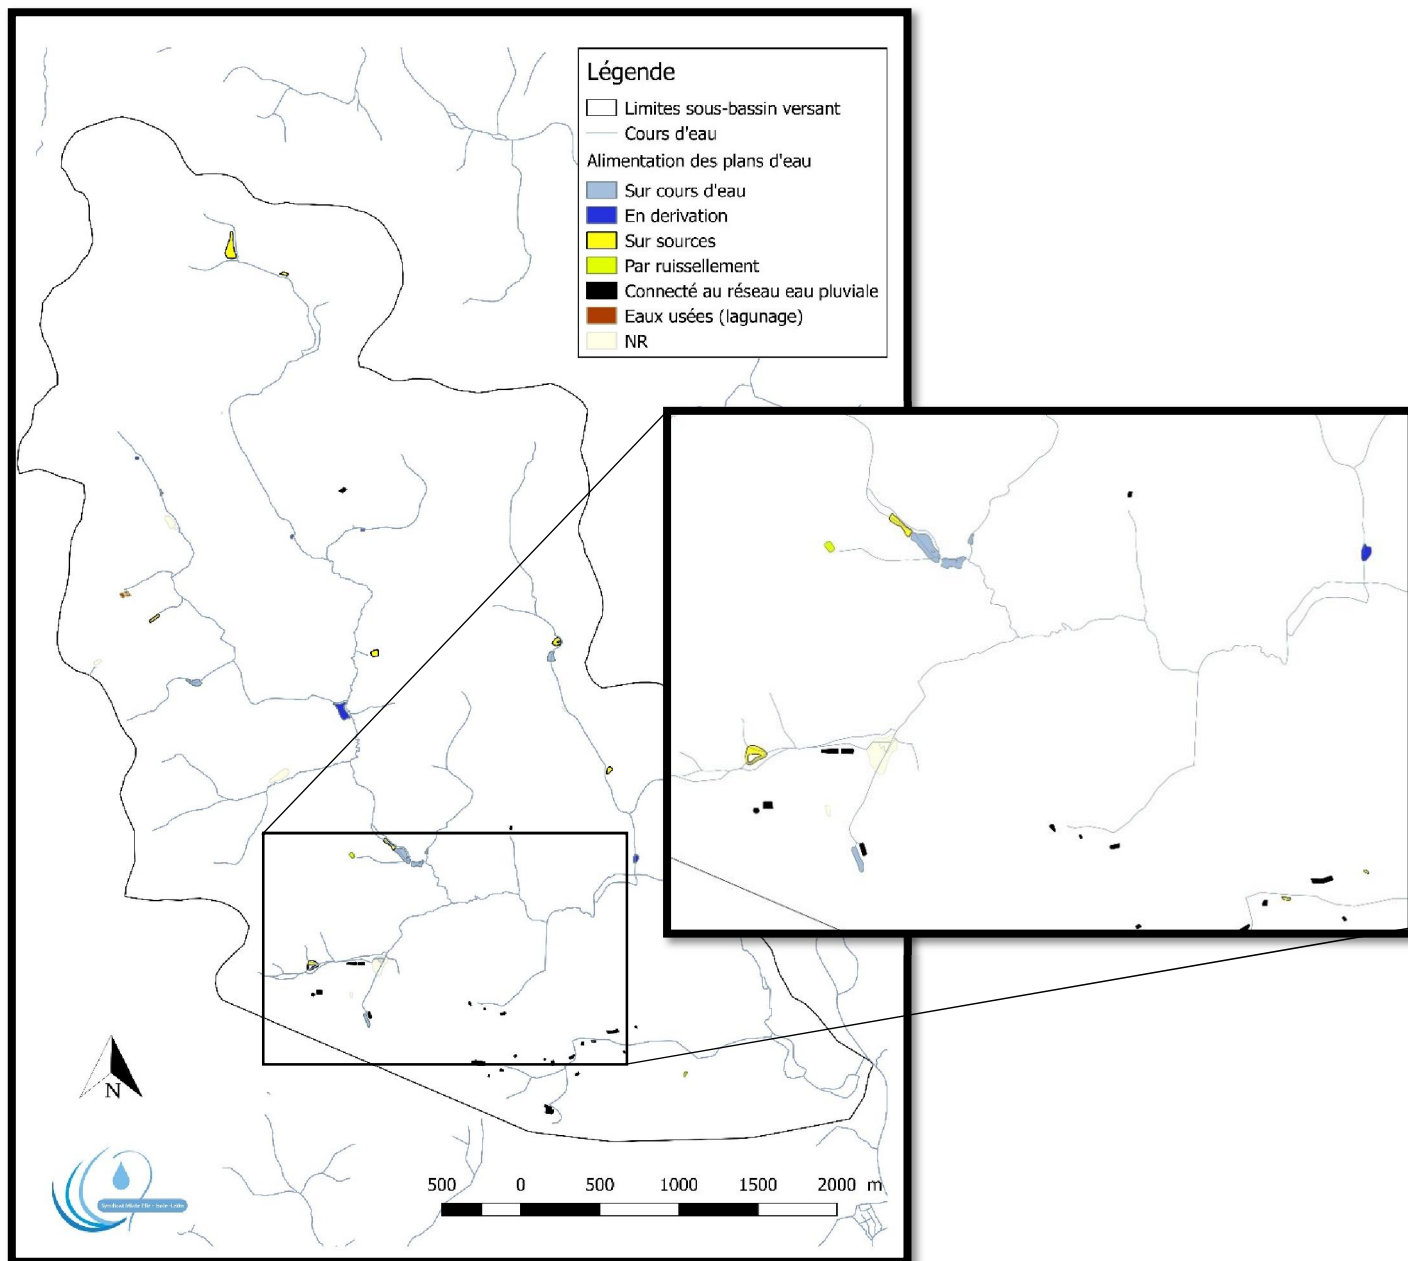 Légende
Limites sous-bassin versant
Cours d'eau
Alimentation des plans d'eau
Sur cours d'eau
En derivation
Sur sources
Par ruissellement
Connecté au réseau eau pluviale
Eaux usées (lagunage)
NR
N
500 0 500 1000 1500 2000 m